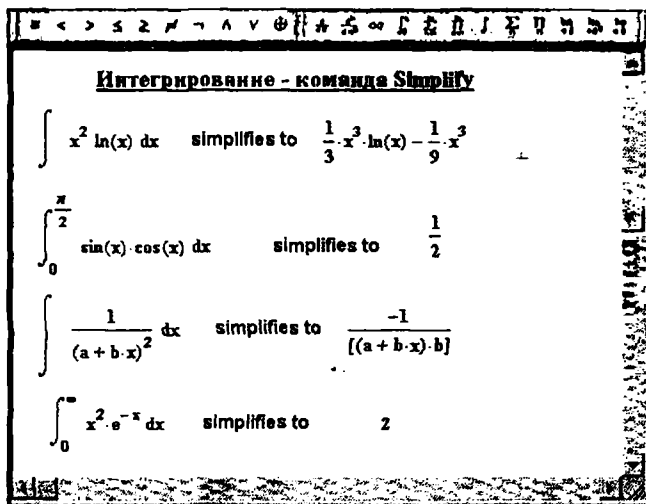 = < > ≤ ≥ ≠ ¬ ∧ ∨ ⊕
Интегрирование - команда Simplify
∫ x² ln(x) dx simplifies to 1/3·x³·ln(x) − 1/9·x³
∫₀^(π/2) sin(x)·cos(x) dx simplifies to 1/2
∫ 1/(a + b·x)² dx simplifies to −1/[(a + b·x)·b]
∫₀^∞ x²·e^(−x) dx simplifies to 2